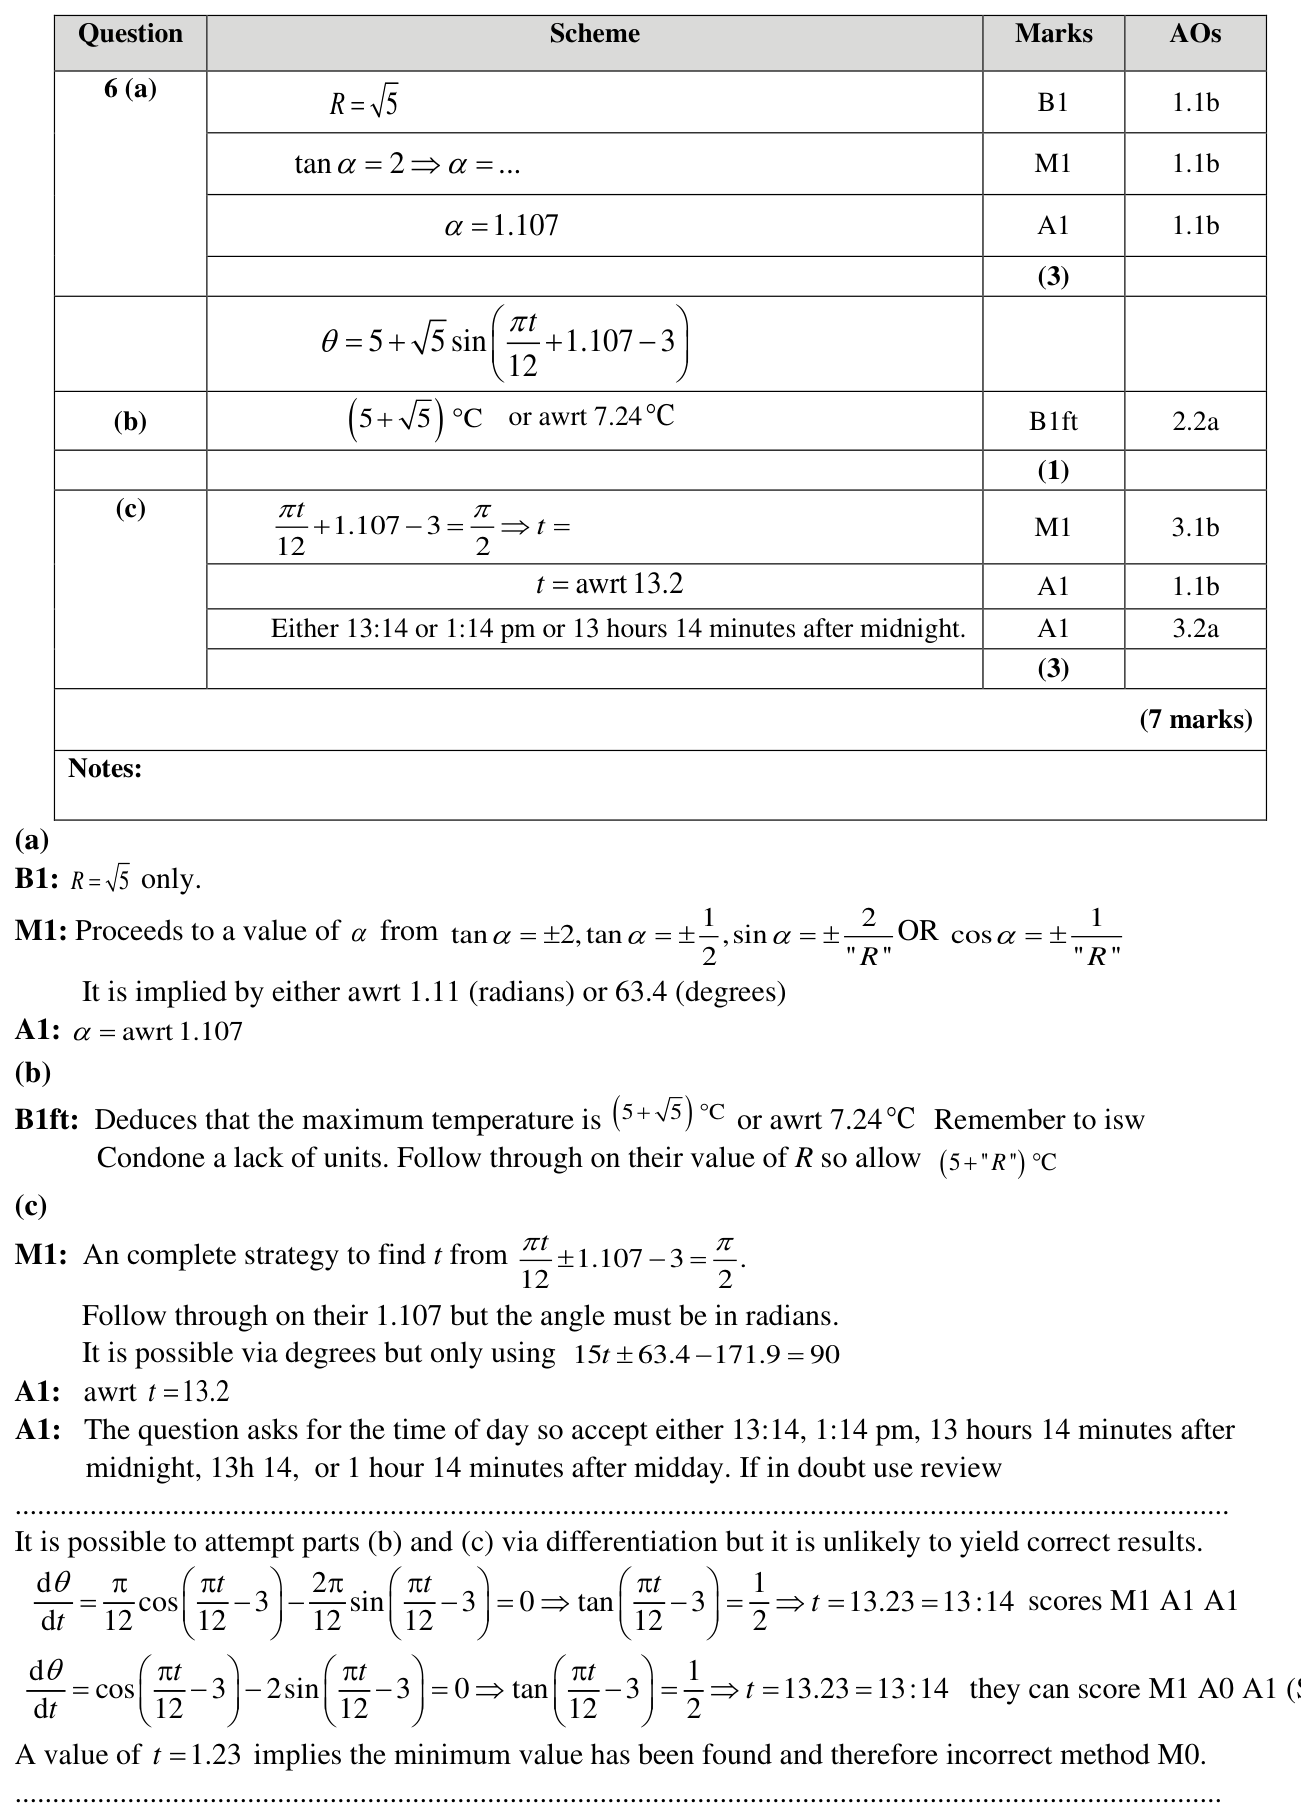 Question Scheme Marks AOs
6 (a) R = √5 B1 1.1b
tan α = 2 ⇒ α = ... M1 1.1b
α = 1.107 A1 1.1b
(3)
θ = 5 + √5 sin(πt/12 + 1.107 − 3)
(b) (5 + √5) °C or awrt 7.24 °C B1ft 2.2a
(1)
(c) πt/12 + 1.107 − 3 = π/2 ⇒ t = M1 3.1b
t = awrt 13.2 A1 1.1b
Either 13:14 or 1:14 pm or 13 hours 14 minutes after midnight. A1 3.2a
(3)
(7 marks)
Notes:
(a)
B1: R = √5 only.
M1: Proceeds to a value of α from tan α = ±2, tan α = ±1/2, sin α = ±2/"R" OR cos α = ±1/"R"
It is implied by either awrt 1.11 (radians) or 63.4 (degrees)
A1: α = awrt 1.107
(b)
B1ft: Deduces that the maximum temperature is (5 + √5) °C or awrt 7.24 °C Remember to isw
Condone a lack of units. Follow through on their value of R so allow (5 + "R") °C
(c)
M1: An complete strategy to find t from πt/12 ± 1.107 − 3 = π/2.
Follow through on their 1.107 but the angle must be in radians.
It is possible via degrees but only using 15t ± 63.4 − 171.9 = 90
A1: awrt t = 13.2
A1: The question asks for the time of day so accept either 13:14, 1:14 pm, 13 hours 14 minutes after
midnight, 13h 14, or 1 hour 14 minutes after midday. If in doubt use review
It is possible to attempt parts (b) and (c) via differentiation but it is unlikely to yield correct results.
dθ/dt = π/12 cos(πt/12 − 3) − 2π/12 sin(πt/12 − 3) = 0 ⇒ tan(πt/12 − 3) = 1/2 ⇒ t = 13.23 = 13:14 scores M1 A1 A1
dθ/dt = cos(πt/12 − 3) − 2 sin(πt/12 − 3) = 0 ⇒ tan(πt/12 − 3) = 1/2 ⇒ t = 13.23 = 13:14 they can score M1 A0 A1 (
A value of t = 1.23 implies the minimum value has been found and therefore incorrect method M0.